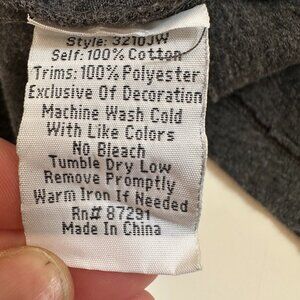 Style: 3210JW
Self: 100% Cotton
Trims: 100% Polyester
Exclusive Of Decoration
Machine Wash Cold
With Like Colors
No Bleach
Tumble Dry Low
Remove Promptly
Warm Iron If Needed
Rn# 87291
Made In China